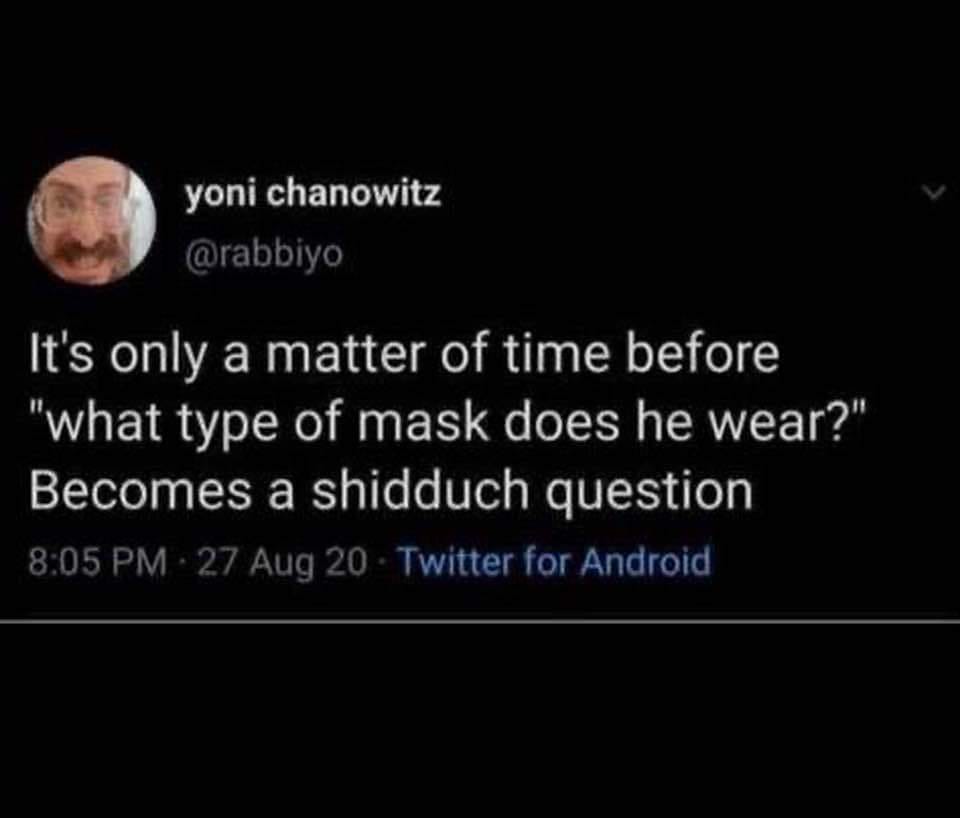 yoni chanowitz
@rabbiyo
It's only a matter of time before
"what type of mask does he wear?"
Becomes a shidduch question
8:05 PM · 27 Aug 20 · Twitter for Android